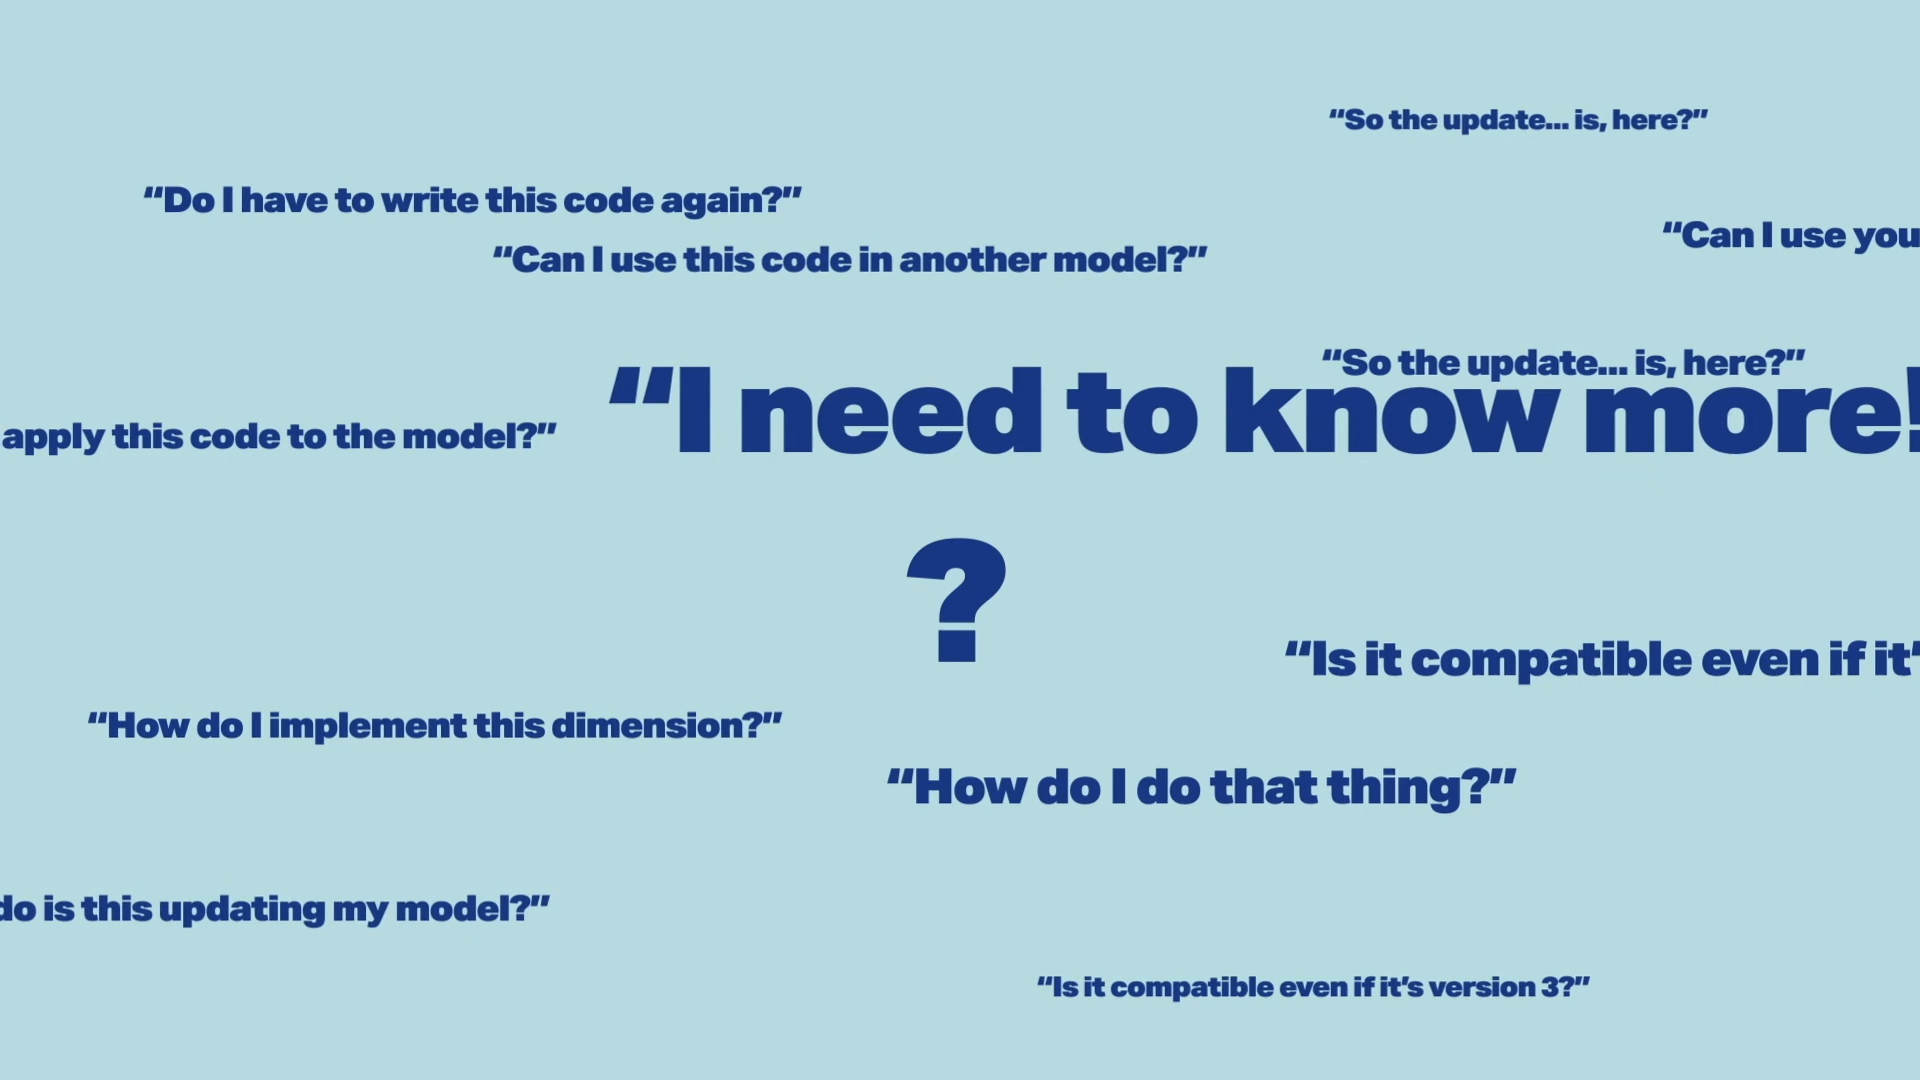 “So the update... is, here?”
“Do I have to write this code again?”
“Can I use you
“Can I use this code in another model?”
“So the update... is, here?”
“I need to know more!
apply this code to the model?”
?
“Is it compatible even if it’
“How do I implement this dimension?”
“How do I do that thing?”
do is this updating my model?”
“Is it compatible even if it’s version 3?”